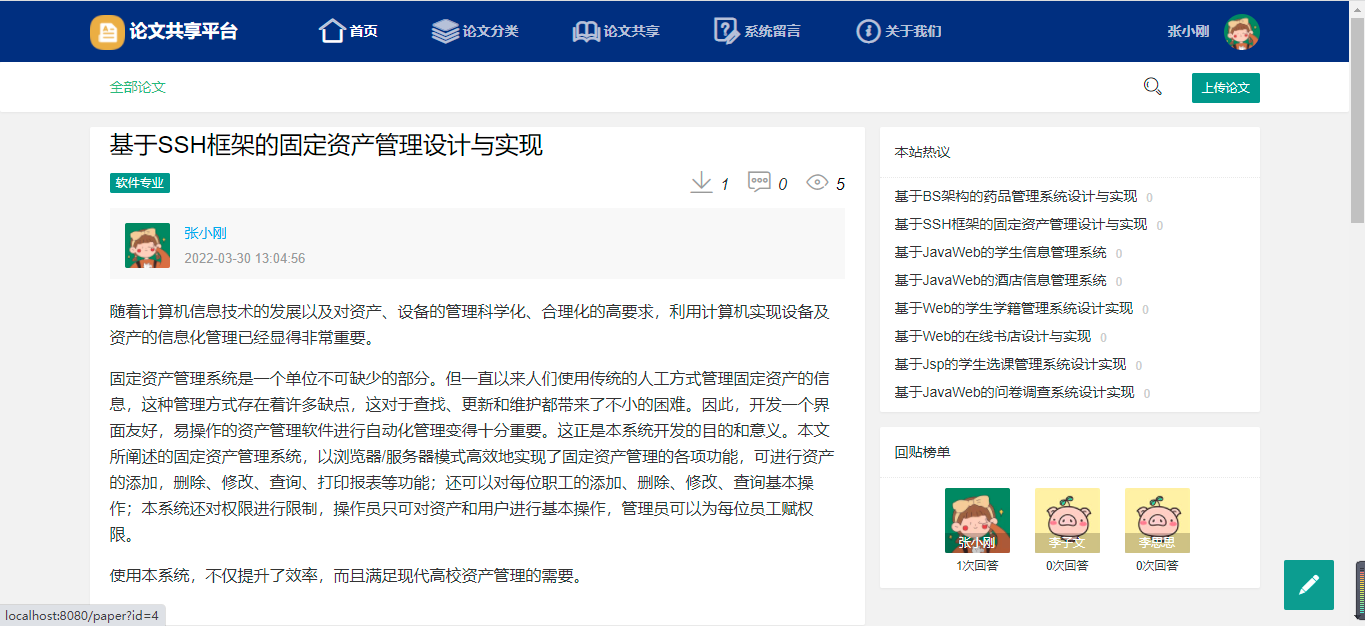 论文共享平台 首页 论文分类 论文共享 系统留言 关于我们 张小刚
全部论文 上传论文
基于SSH框架的固定资产管理设计与实现
软件专业 1 0 5
张小刚
2022-03-30 13:04:56
随着计算机信息技术的发展以及对资产、设备的管理科学化、合理化的高要求，利用计算机实现设备及
资产的信息化管理已经显得非常重要。
固定资产管理系统是一个单位不可缺少的部分。但一直以来人们使用传统的人工方式管理固定资产的信
息，这种管理方式存在着许多缺点，这对于查找、更新和维护都带来了不小的困难。因此，开发一个界
面友好，易操作的资产管理软件进行自动化管理变得十分重要。这正是本系统开发的目的和意义。本文
所阐述的固定资产管理系统，以浏览器/服务器模式高效地实现了固定资产管理的各项功能，可进行资产
的添加，删除、修改、查询、打印报表等功能；还可以对每位职工的添加、删除、修改、查询基本操
作；本系统还对权限进行限制，操作员只可对资产和用户进行基本操作，管理员可以为每位员工赋权
限。
使用本系统，不仅提升了效率，而且满足现代高校资产管理的需要。
本站热议
基于BS架构的药品管理系统设计与实现 0
基于SSH框架的固定资产管理设计与实现 0
基于JavaWeb的学生信息管理系统 0
基于JavaWeb的酒店信息管理系统 0
基于Web的学生学籍管理系统设计实现 0
基于Web的在线书店设计与实现 0
基于Jsp的学生选课管理系统设计实现 0
基于JavaWeb的问卷调查系统设计实现 0
回贴榜单
张小刚 李子文 李思思
1次回答 0次回答 0次回答
localhost:8080/paper?id=4